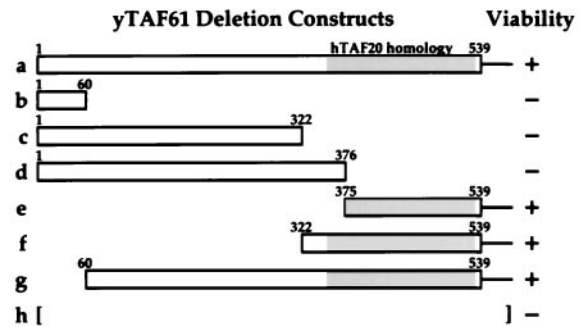 yTAF61 Deletion Constructs Viability
1 hTAF20 homology 539
a +
1 60
b –
1 322
c –
1 376
d –
375 539
e +
322 539
f +
60 539
g +
h [ ] –